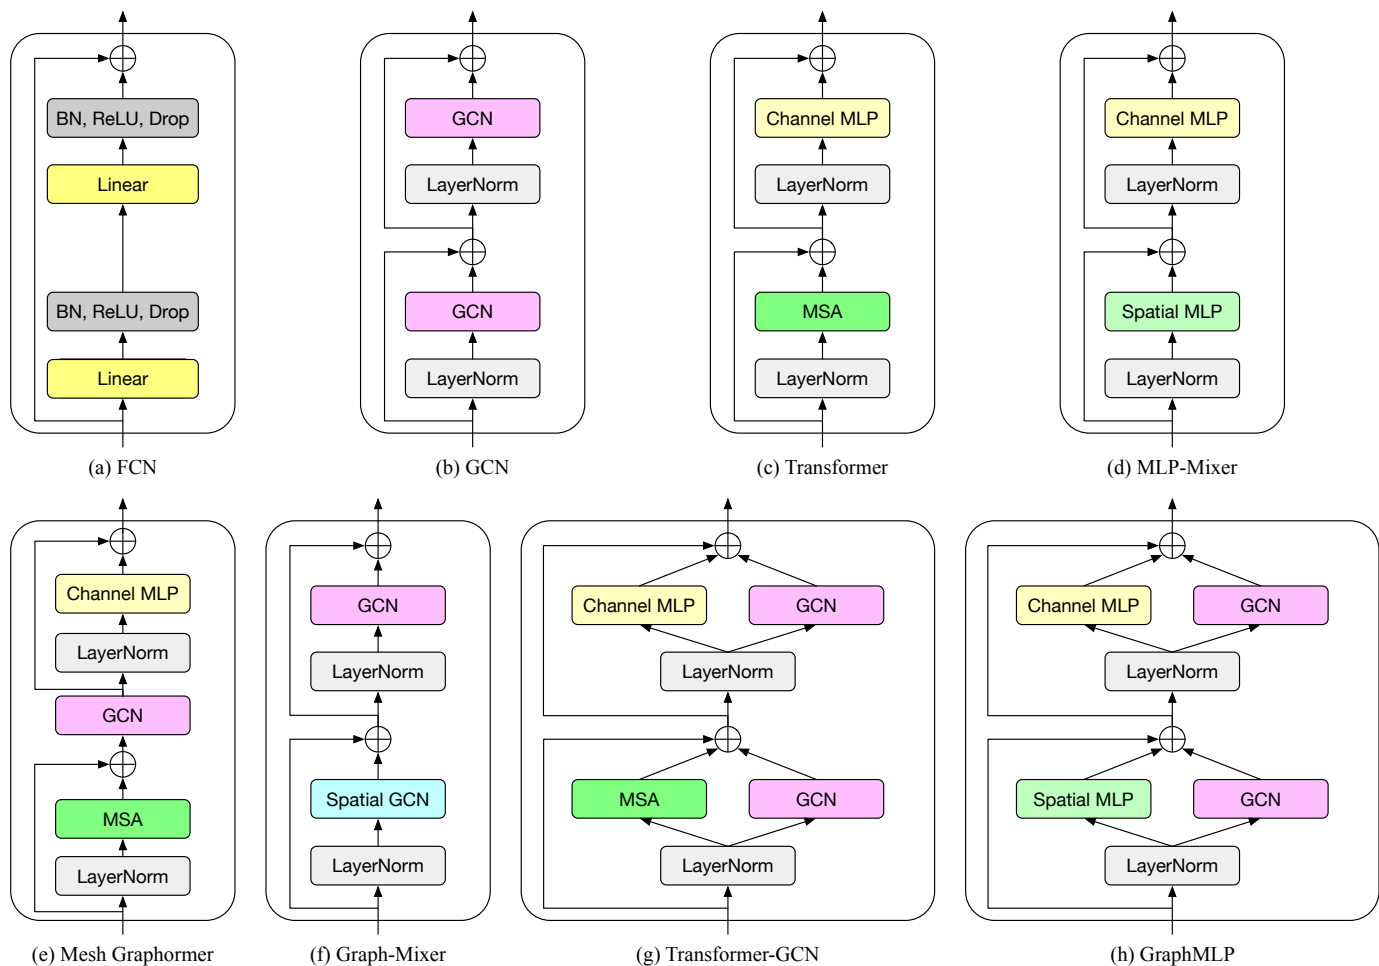 BN, ReLU, Drop
Linear
BN, ReLU, Drop
Linear
(a) FCN
GCN
LayerNorm
GCN
LayerNorm
(b) GCN
Channel MLP
LayerNorm
MSA
LayerNorm
(c) Transformer
Channel MLP
LayerNorm
Spatial MLP
LayerNorm
(d) MLP-Mixer
Channel MLP
LayerNorm
GCN
MSA
LayerNorm
(e) Mesh Graphormer
GCN
LayerNorm
Spatial GCN
LayerNorm
(f) Graph-Mixer
Channel MLP
GCN
LayerNorm
MSA
GCN
LayerNorm
(g) Transformer-GCN
Channel MLP
GCN
LayerNorm
Spatial MLP
GCN
LayerNorm
(h) GraphMLP